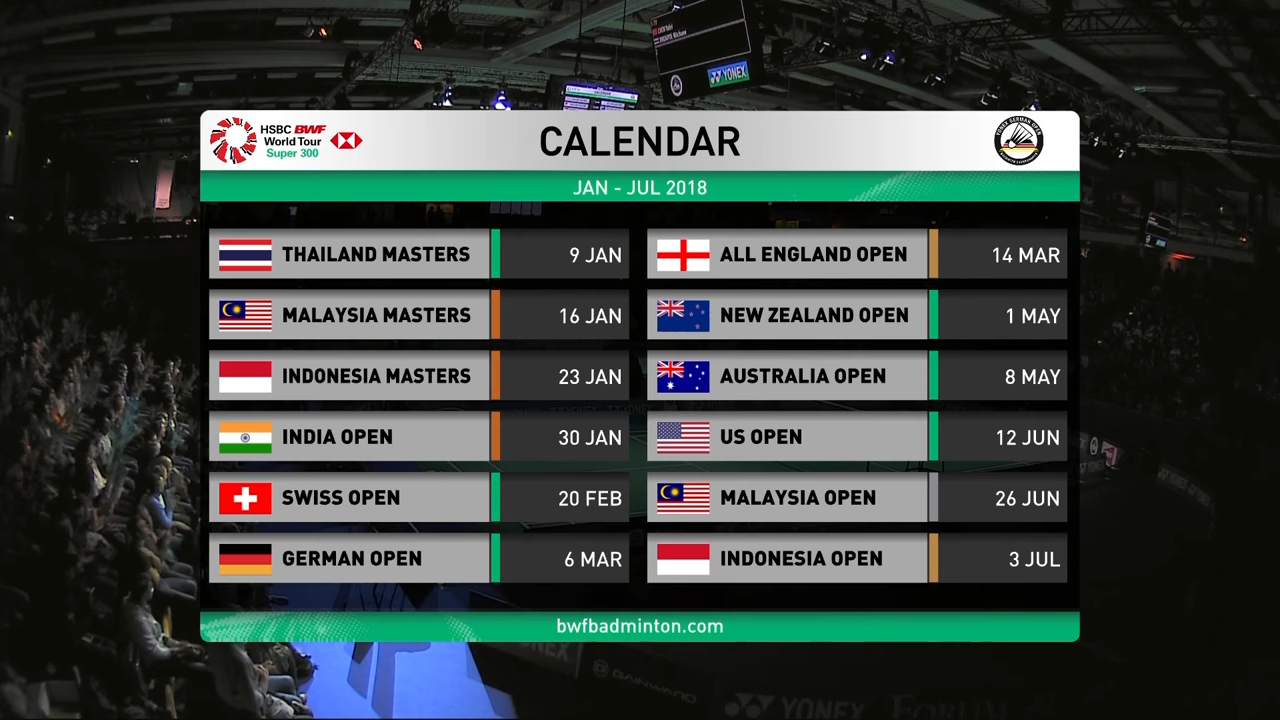 HSBC BWF
World Tour
Super 300
CALENDAR
JAN - JUL 2018
THAILAND MASTERS 9 JAN
MALAYSIA MASTERS 16 JAN
INDONESIA MASTERS 23 JAN
INDIA OPEN 30 JAN
SWISS OPEN 20 FEB
GERMAN OPEN 6 MAR
ALL ENGLAND OPEN 14 MAR
NEW ZEALAND OPEN 1 MAY
AUSTRALIA OPEN 8 MAY
US OPEN 12 JUN
MALAYSIA OPEN 26 JUN
INDONESIA OPEN 3 JUL
bwfbadminton.com
YONEX
YONEX